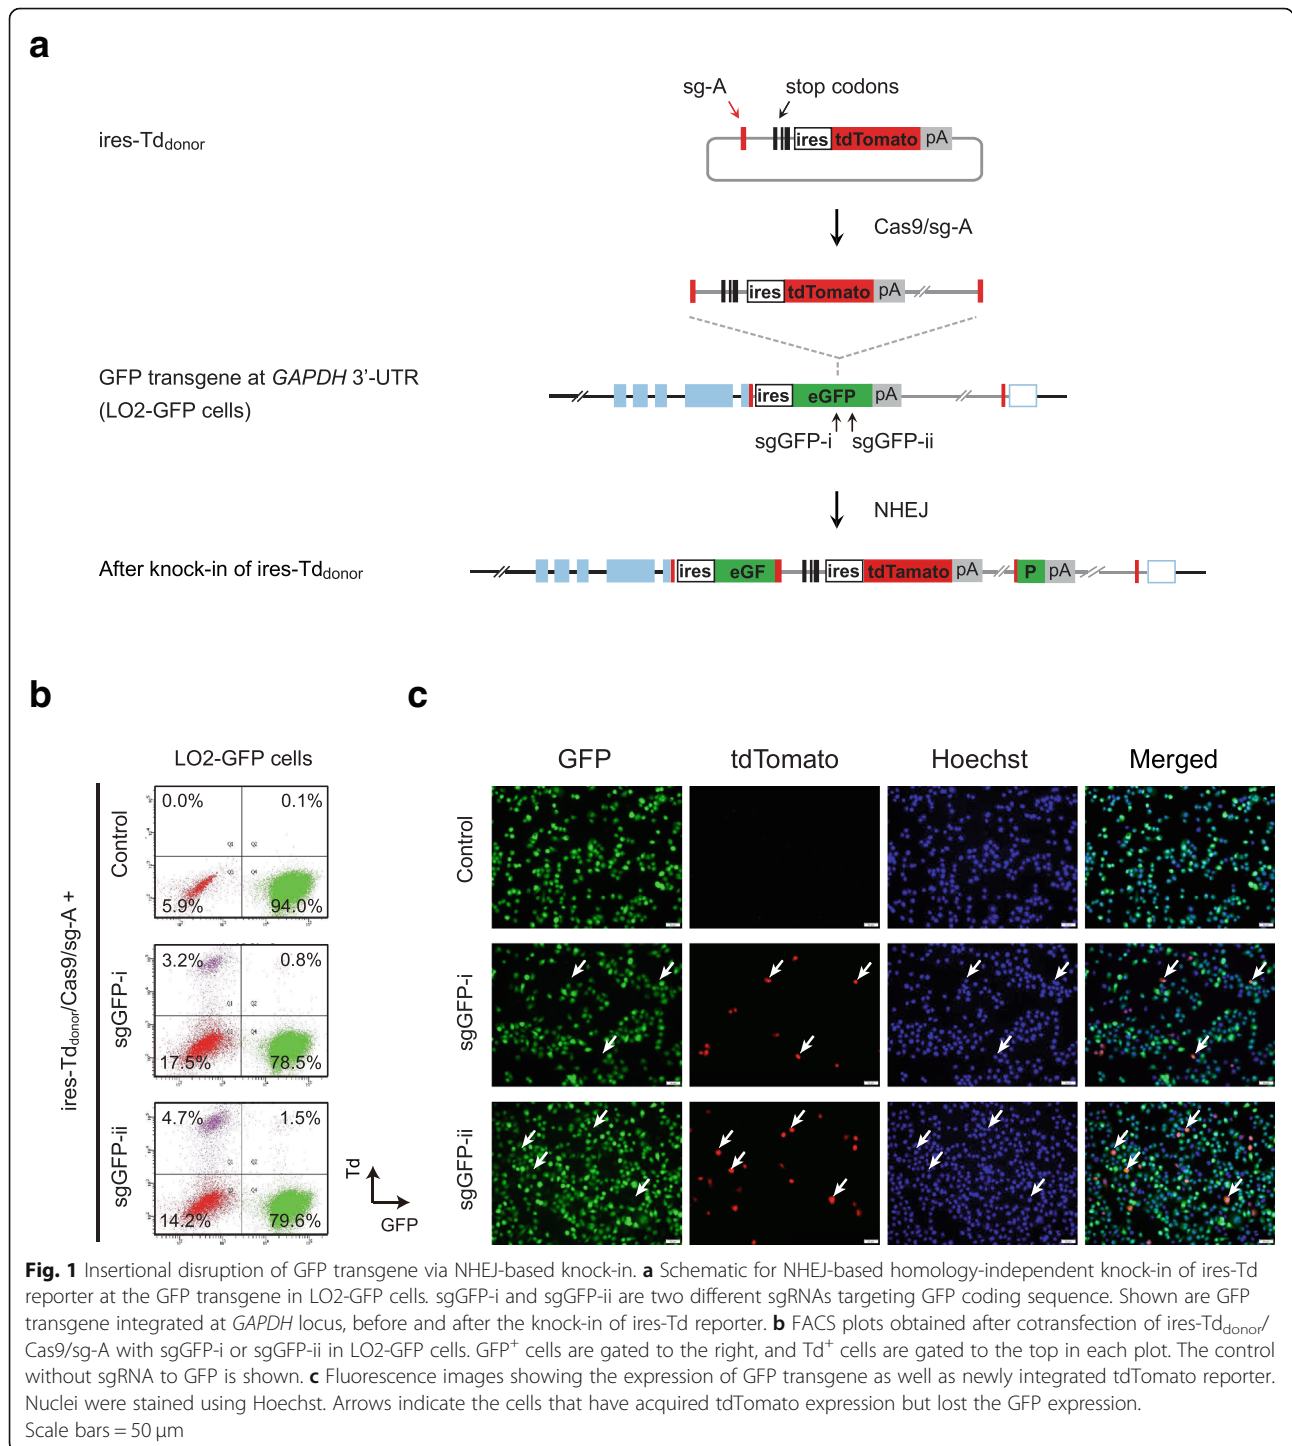 a
sg-A
stop codons
ires-Tddonor
ires
tdTomato
pA
Cas9/sg-A
ires
tdTomato
pA
GFP transgene at GAPDH 3'-UTR
(LO2-GFP cells)
ires
eGFP
pA
sgGFP-i
sgGFP-ii
NHEJ
After knock-in of ires-Tddonor
ires
eGF
ires
tdTamato
pA
P
pA
b
LO2-GFP cells
ires-Tddonor/Cas9/sg-A +
Control
0.0%
0.1%
Q1
Q2
Q3
Q4
5.9%
94.0%
sgGFP-i
3.2%
0.8%
Q1
Q2
Q4
17.5%
78.5%
sgGFP-ii
4.7%
1.5%
Q1
Q2
Q4
14.2%
79.6%
Td
GFP
c
GFP
tdTomato
Hoechst
Merged
Control
sgGFP-i
sgGFP-ii
Fig. 1 Insertional disruption of GFP transgene via NHEJ-based knock-in. a Schematic for NHEJ-based homology-independent knock-in of ires-Td
reporter at the GFP transgene in LO2-GFP cells. sgGFP-i and sgGFP-ii are two different sgRNAs targeting GFP coding sequence. Shown are GFP
transgene integrated at GAPDH locus, before and after the knock-in of ires-Td reporter. b FACS plots obtained after cotransfection of ires-Tddonor/
Cas9/sg-A with sgGFP-i or sgGFP-ii in LO2-GFP cells. GFP+ cells are gated to the right, and Td+ cells are gated to the top in each plot. The control
without sgRNA to GFP is shown. c Fluorescence images showing the expression of GFP transgene as well as newly integrated tdTomato reporter.
Nuclei were stained using Hoechst. Arrows indicate the cells that have acquired tdTomato expression but lost the GFP expression.
Scale bars = 50 μm